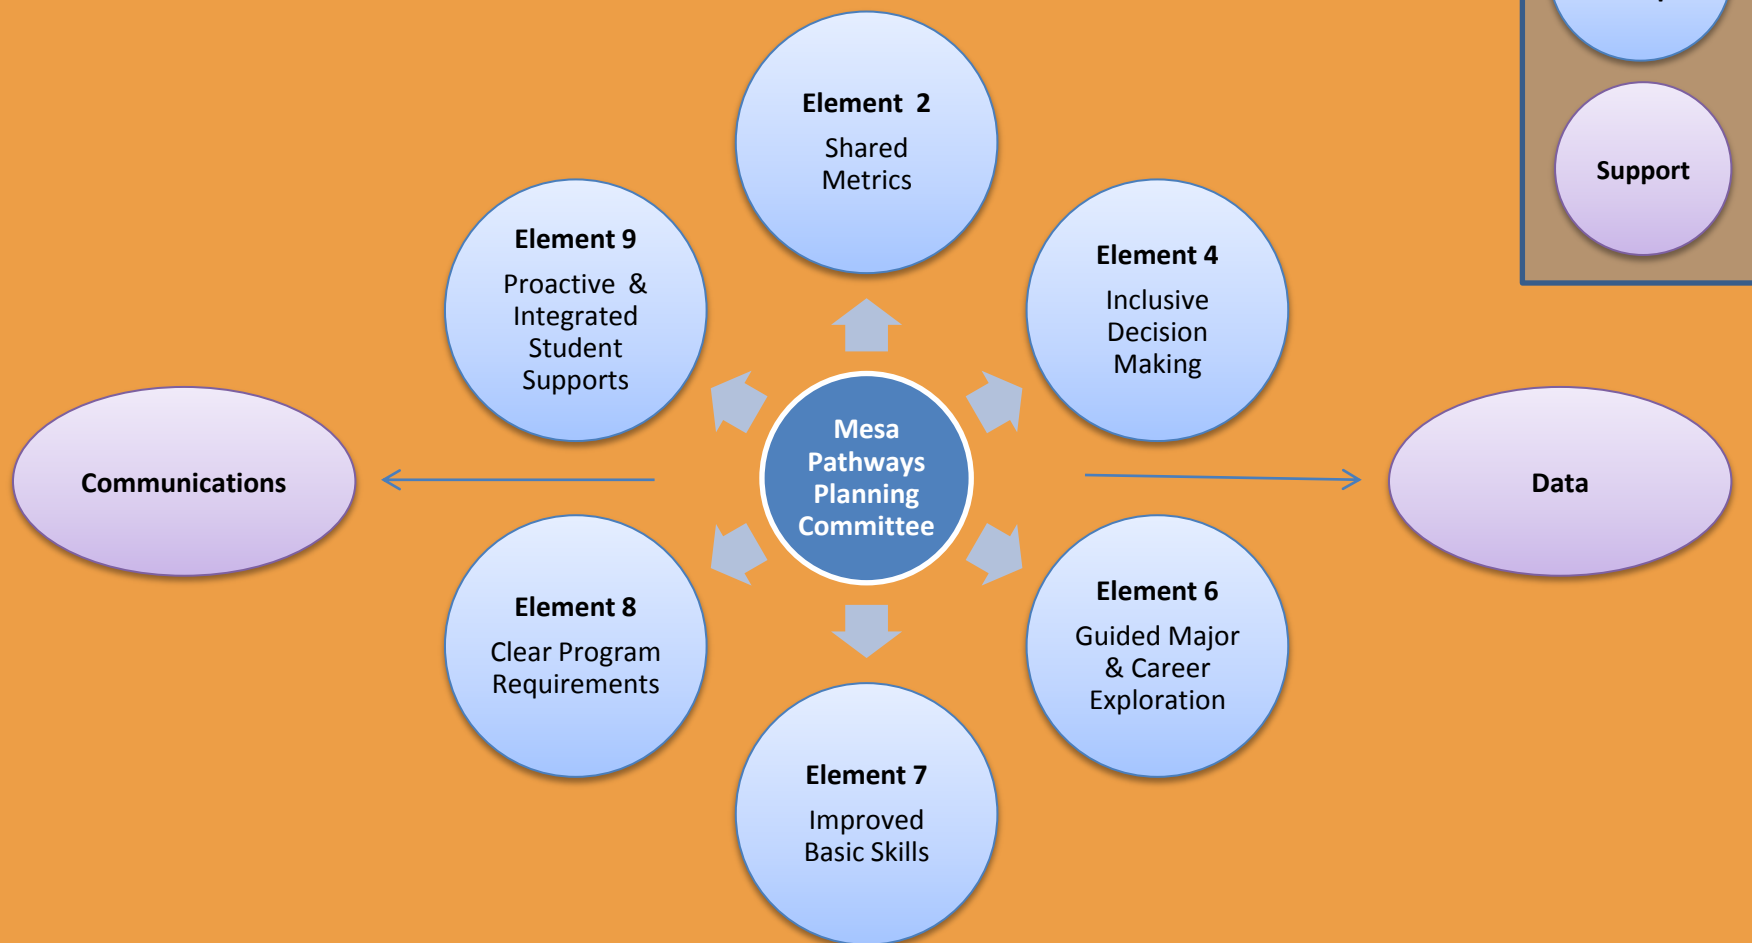 Element 2
Shared
Metrics
Support
Element 9
Proactive &
Integrated
Student
Supports
Element 4
Inclusive
Decision
Making
Communications
Mesa
Pathways
Planning
Committee
Data
Element 8
Clear Program
Requirements
Element 6
Guided Major
& Career
Exploration
Element 7
Improved
Basic Skills